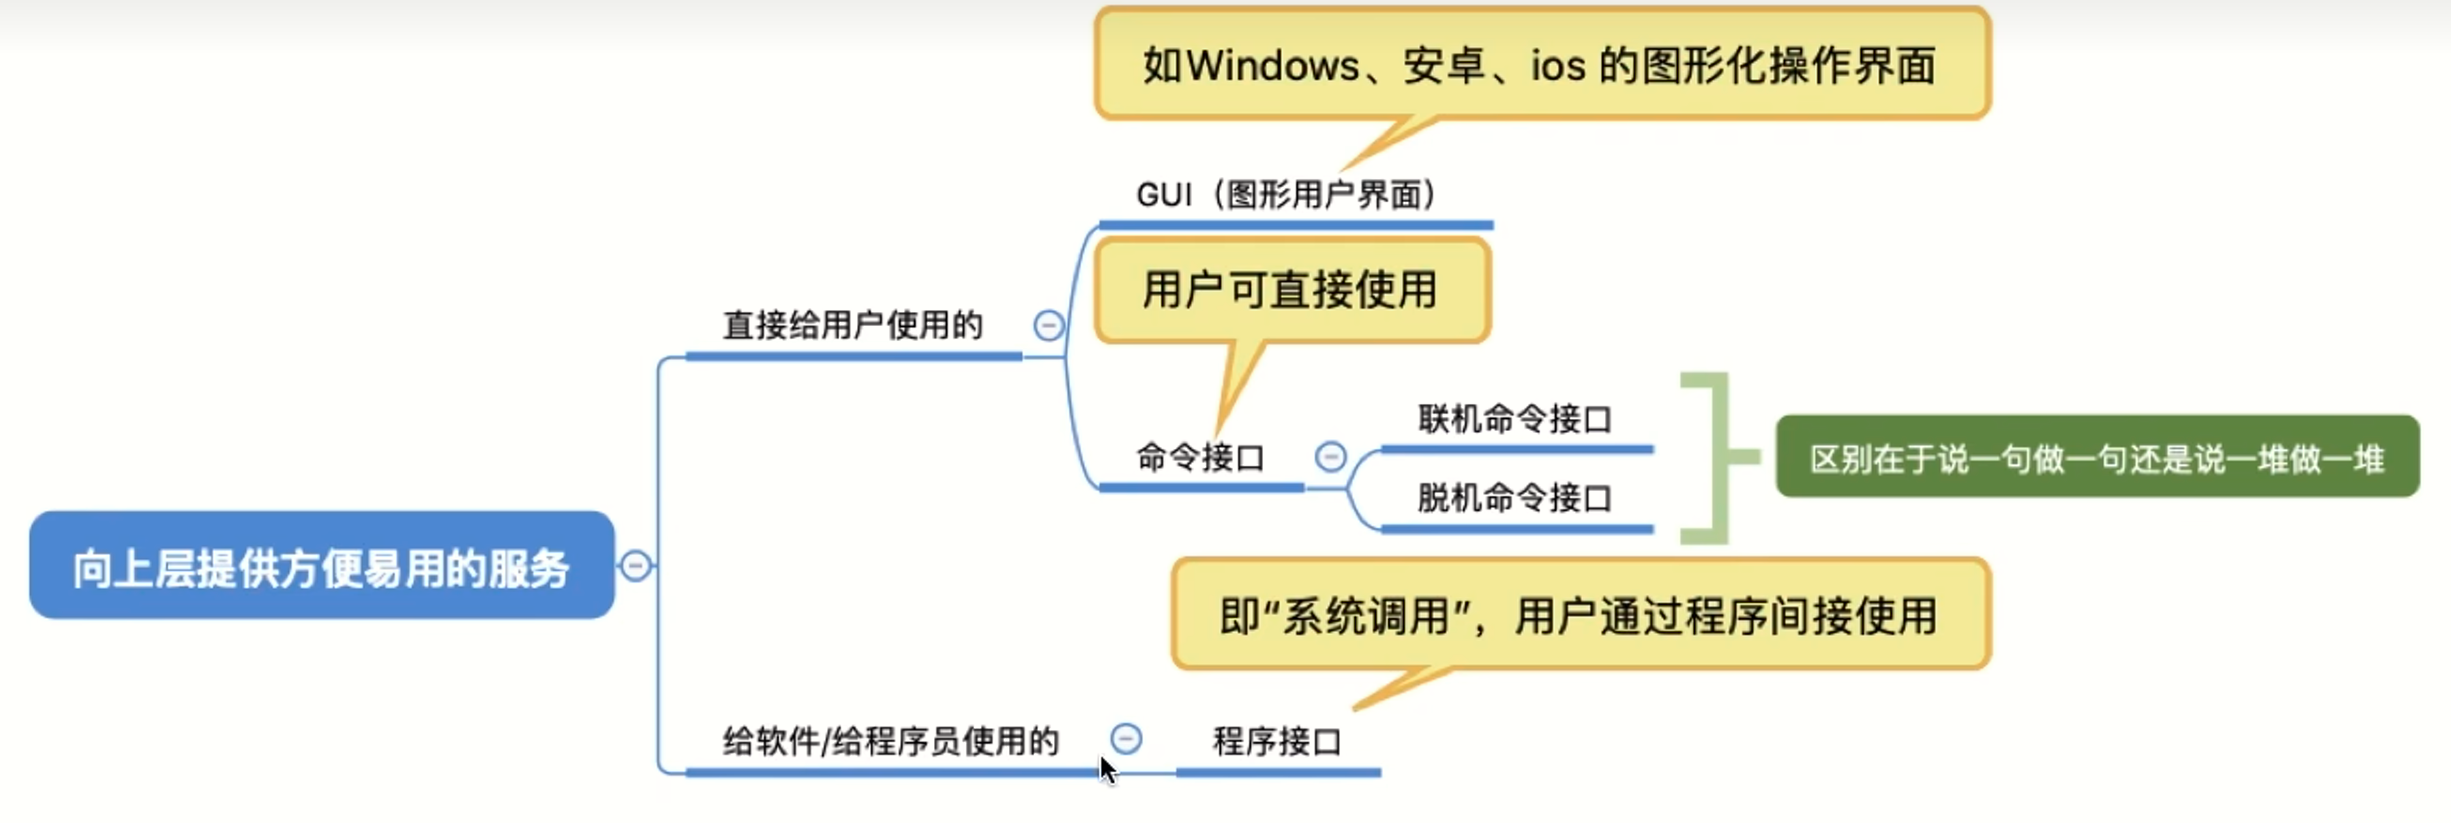 如Windows、安卓、ios 的图形化操作界面
GUI（图形用户界面）
用户可直接使用
直接给用户使用的
联机命令接口
命令接口
区别在于说一句做一句还是说一堆做一堆
脱机命令接口
向上层提供方便易用的服务
即“系统调用”，用户通过程序间接使用
给软件/给程序员使用的
程序接口